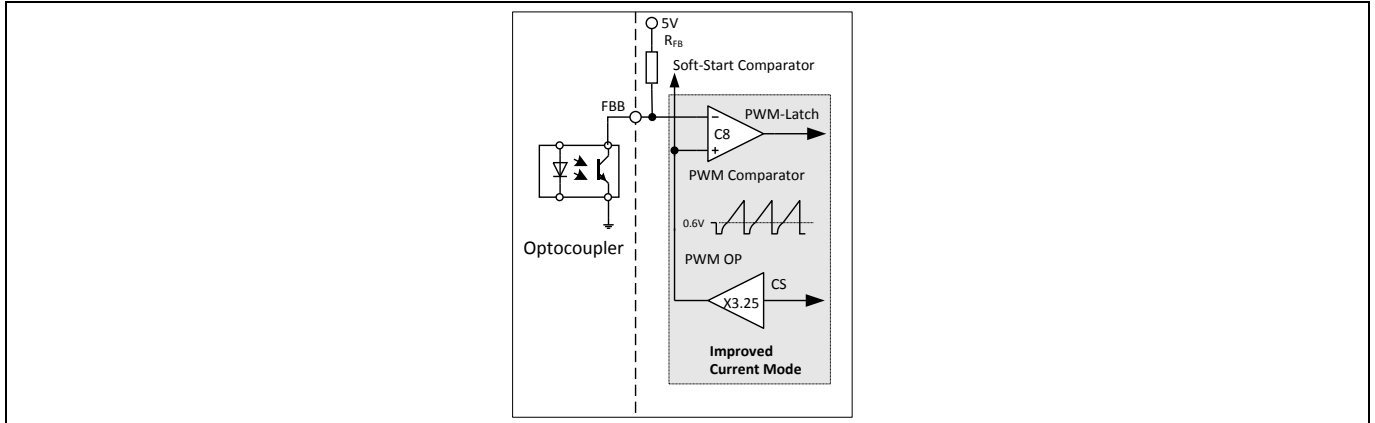 5V
RFB
Soft-Start Comparator
FBB
PWM-Latch
C8
PWM Comparator
0.6V
Optocoupler
PWM OP
CS
X3.25
Improved
Current Mode